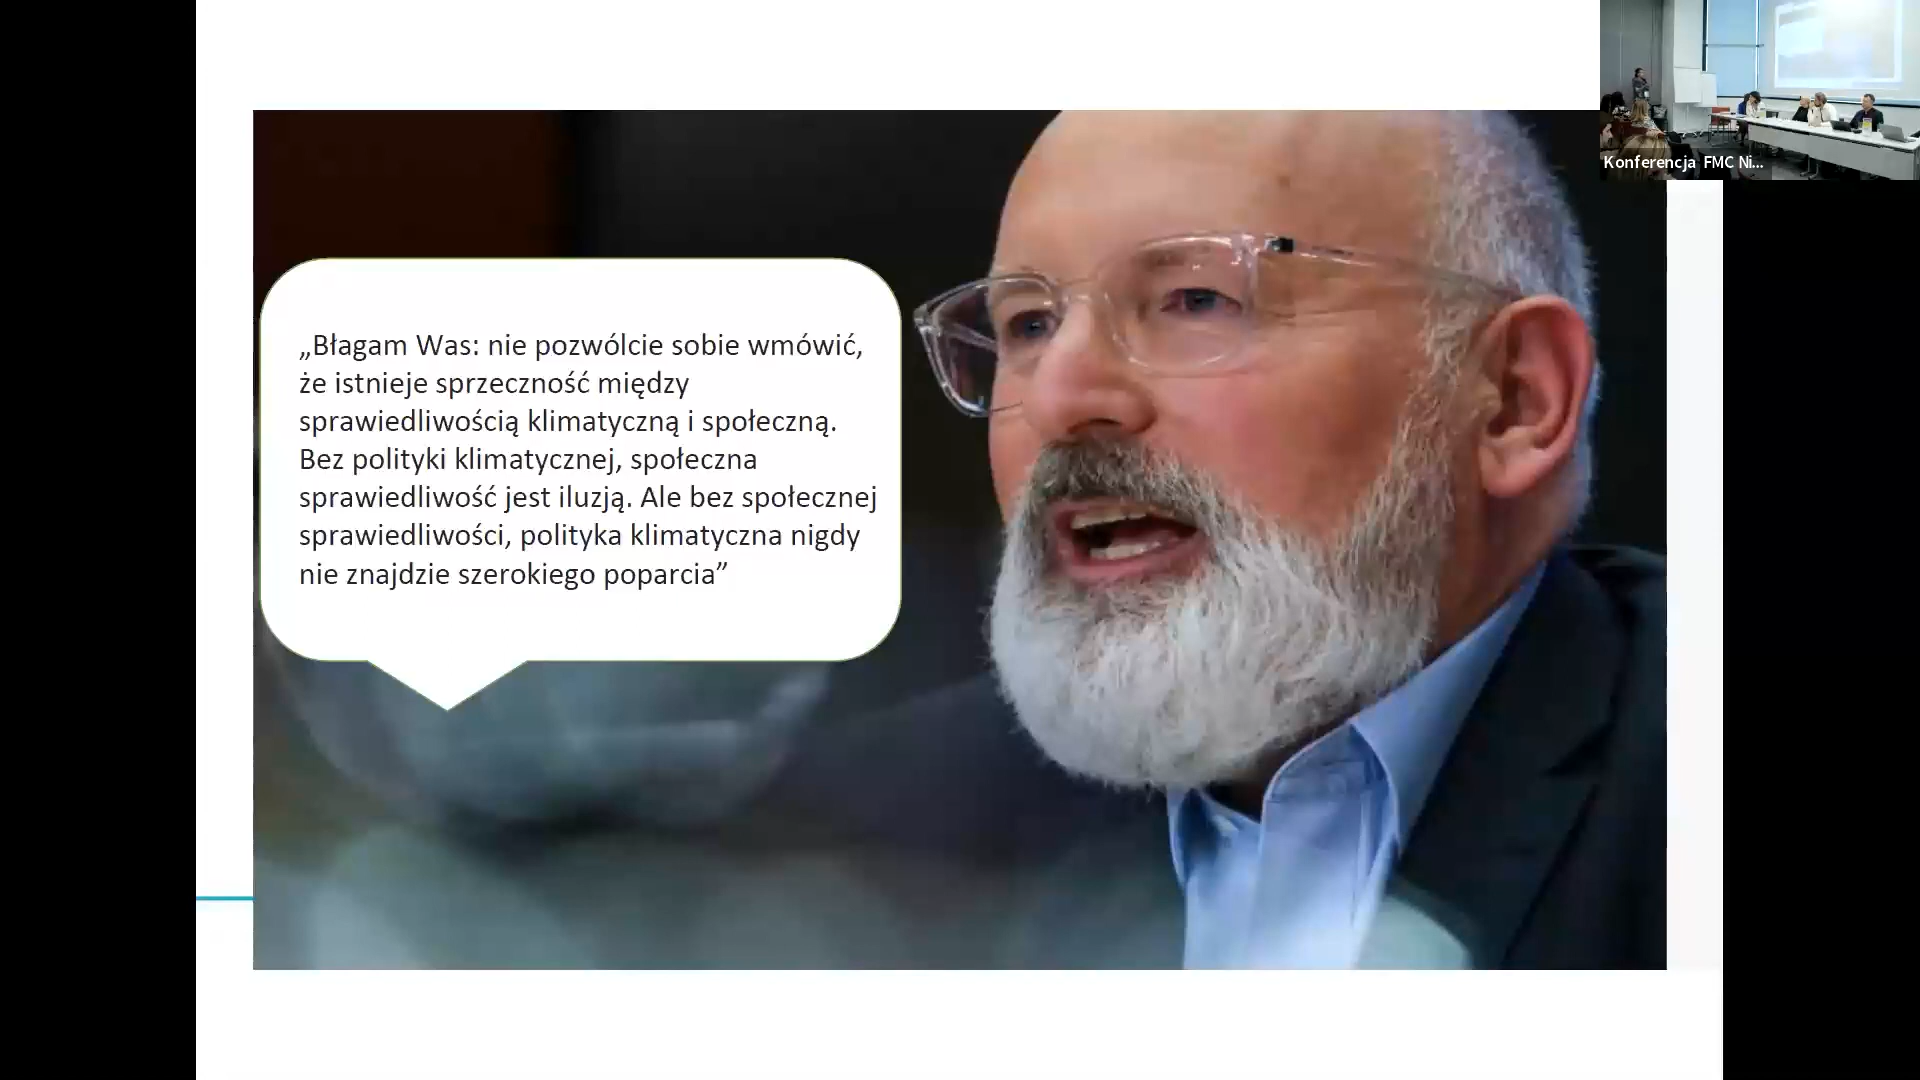 Konferencja FMC Ni...
„Błagam Was: nie pozwólcie sobie wmówić,
że istnieje sprzeczność między
sprawiedliwością klimatyczną i społeczną.
Bez polityki klimatycznej, społeczna
sprawiedliwość jest iluzją. Ale bez społecznej
sprawiedliwości, polityka klimatyczna nigdy
nie znajdzie szerokiego poparcia”